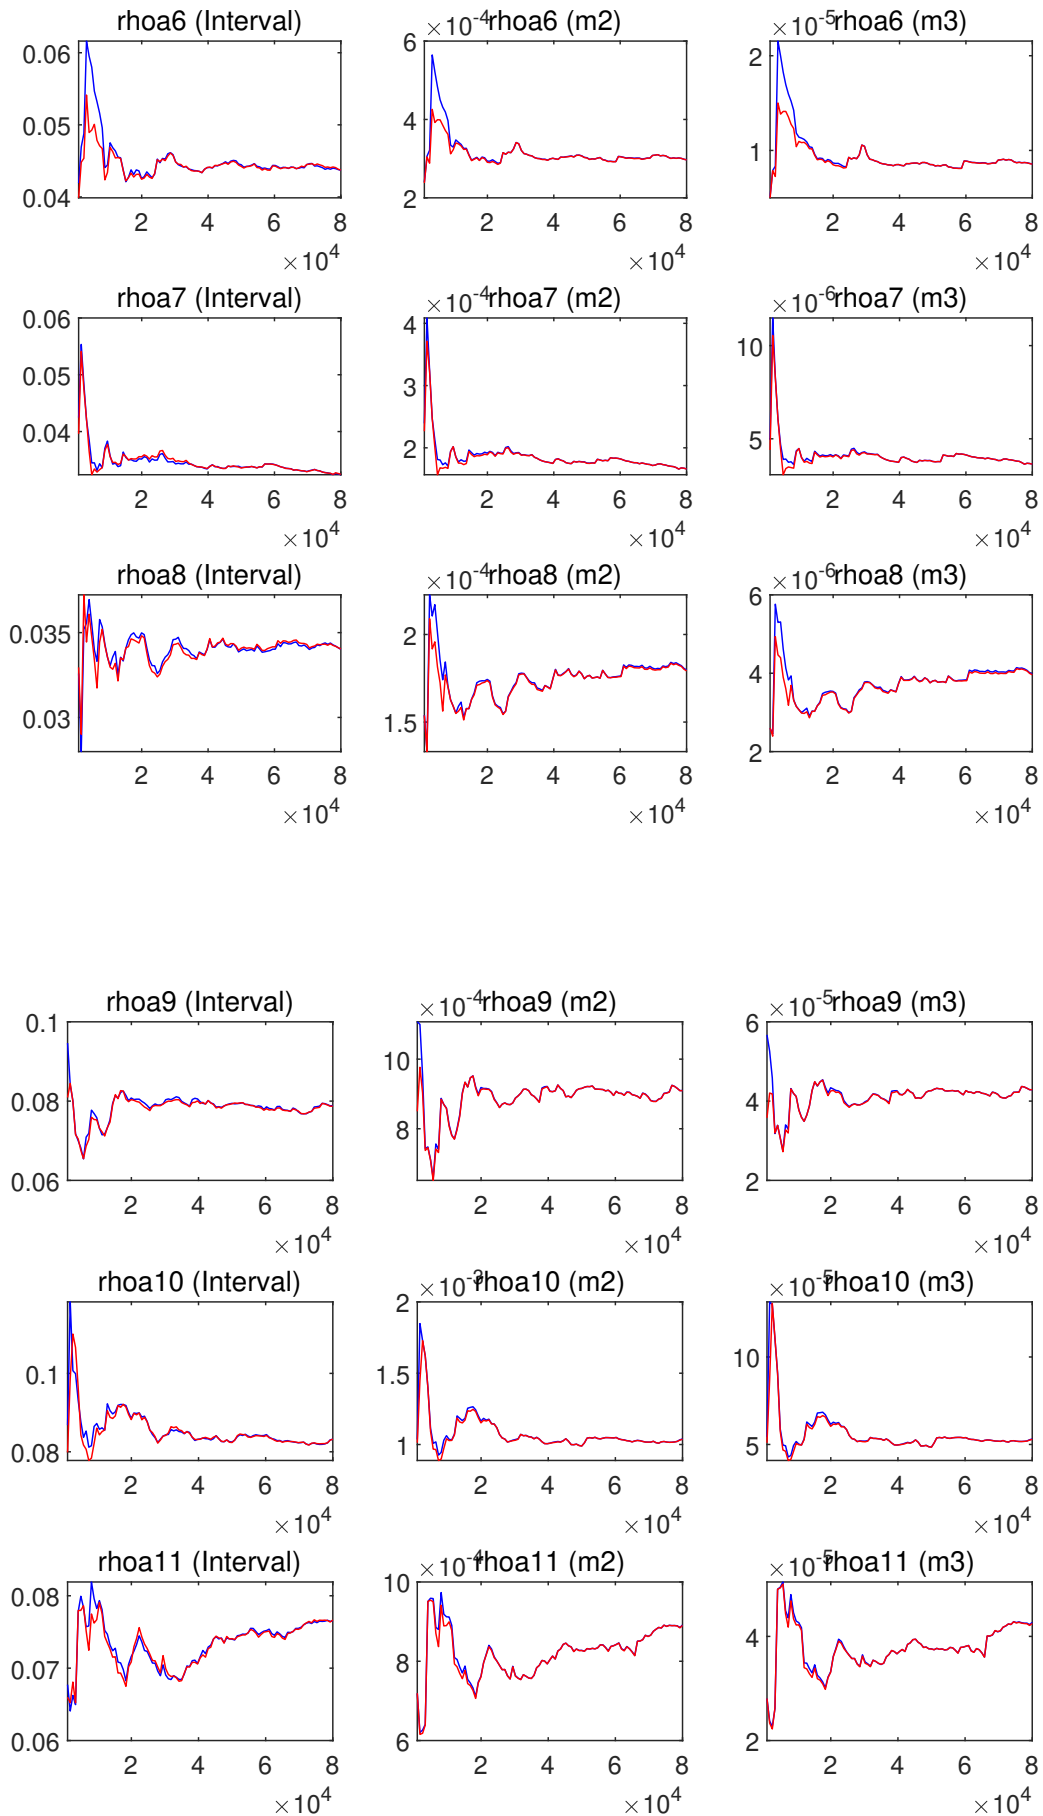 rhoa6 (Interval)
0.06
0.05
0.04
2 4 6 8
×10^4
×10^-4 rhoa6 (m2)
6
4
2
2 4 6 8
×10^4
×10^-5 rhoa6 (m3)
2
1
2 4 6 8
×10^4
rhoa7 (Interval)
0.06
0.05
0.04
2 4 6 8
×10^4
×10^-4 rhoa7 (m2)
4
3
2
2 4 6 8
×10^4
×10^-6 rhoa7 (m3)
10
5
2 4 6 8
×10^4
rhoa8 (Interval)
0.035
0.03
2 4 6 8
×10^4
×10^-4 rhoa8 (m2)
2
1.5
2 4 6 8
×10^4
×10^-6 rhoa8 (m3)
6
4
2
2 4 6 8
×10^4
rhoa9 (Interval)
0.1
0.08
0.06
2 4 6 8
×10^4
×10^-4 rhoa9 (m2)
10
8
2 4 6 8
×10^4
×10^-5 rhoa9 (m3)
6
4
2
2 4 6 8
×10^4
rhoa10 (Interval)
0.1
0.08
2 4 6 8
×10^4
×10^-3 rhoa10 (m2)
2
1.5
1
2 4 6 8
×10^4
×10^-5 rhoa10 (m3)
10
5
2 4 6 8
×10^4
rhoa11 (Interval)
0.08
0.07
0.06
2 4 6 8
×10^4
×10^-4 rhoa11 (m2)
10
8
6
2 4 6 8
×10^4
×10^-5 rhoa11 (m3)
4
2
2 4 6 8
×10^4